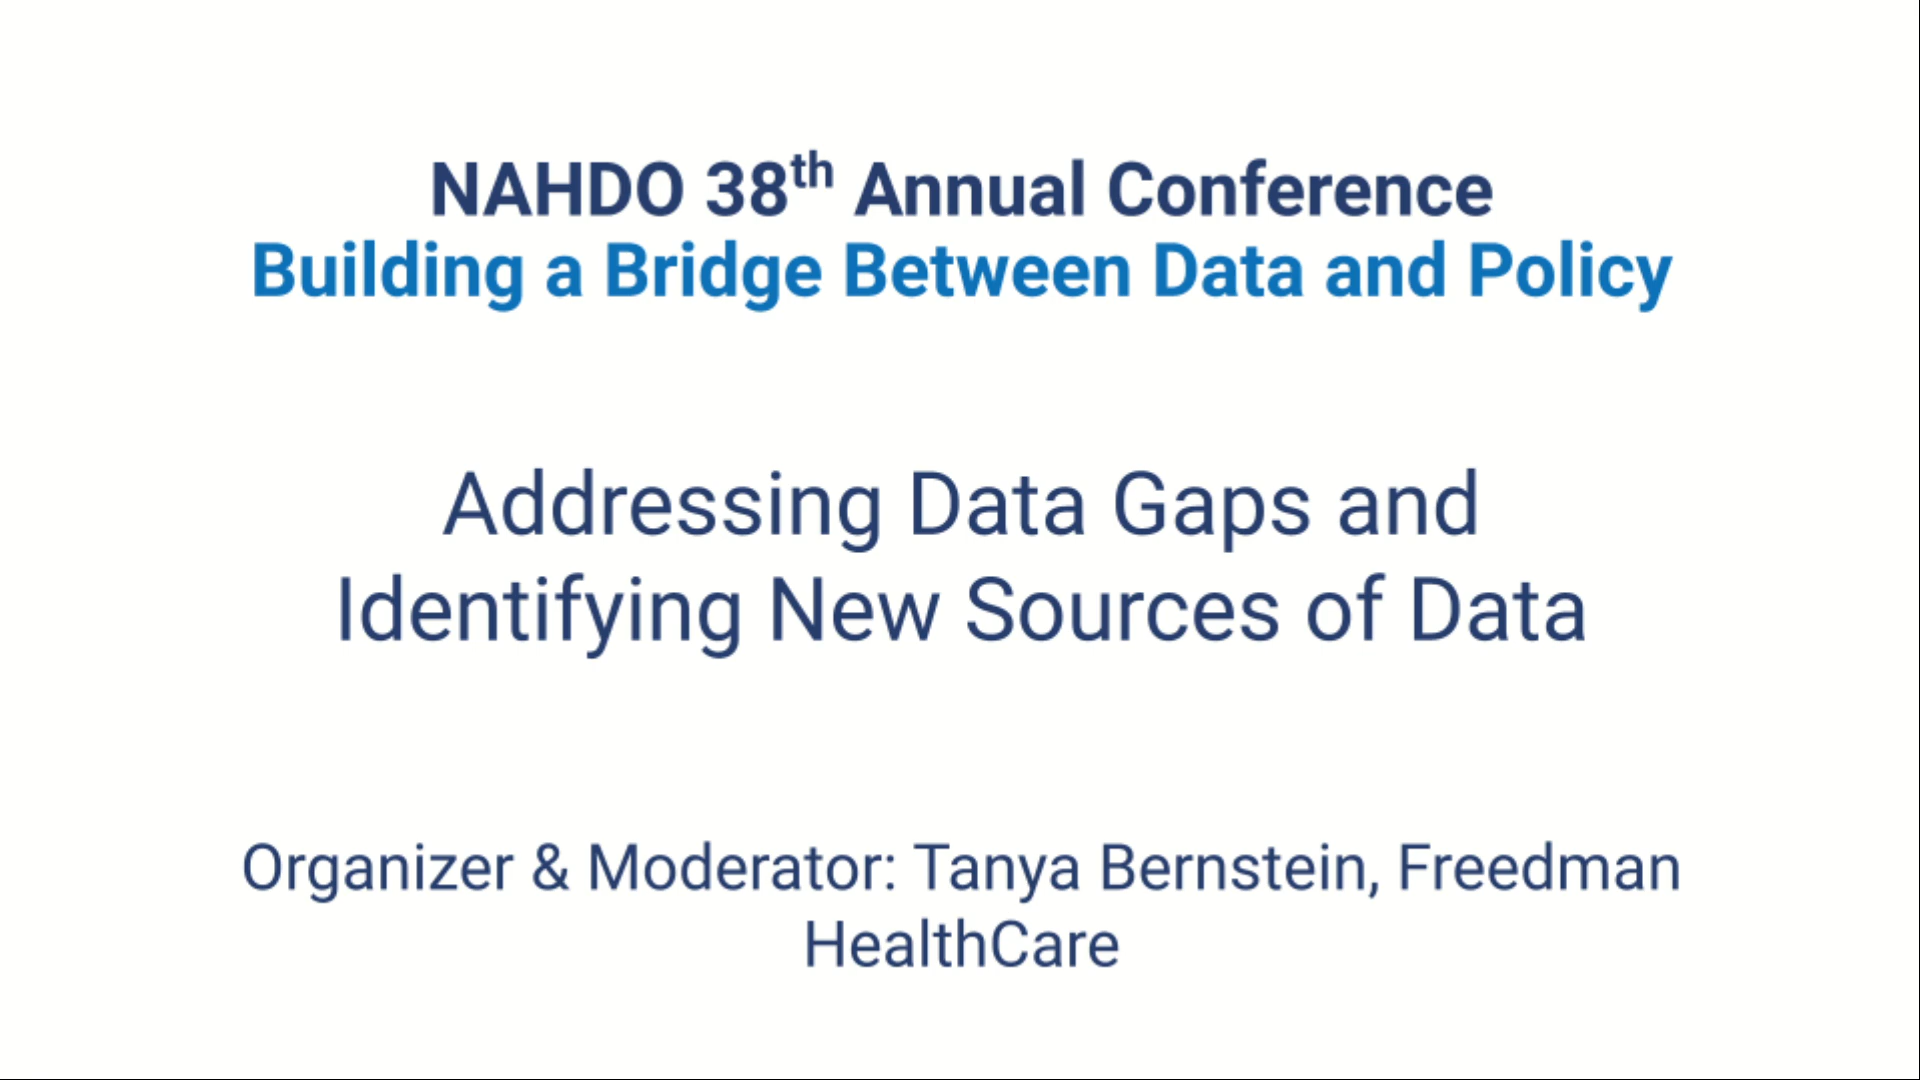 NAHDO 38th Annual Conference
Building a Bridge Between Data and Policy
Addressing Data Gaps and
Identifying New Sources of Data
Organizer & Moderator: Tanya Bernstein, Freedman
HealthCare